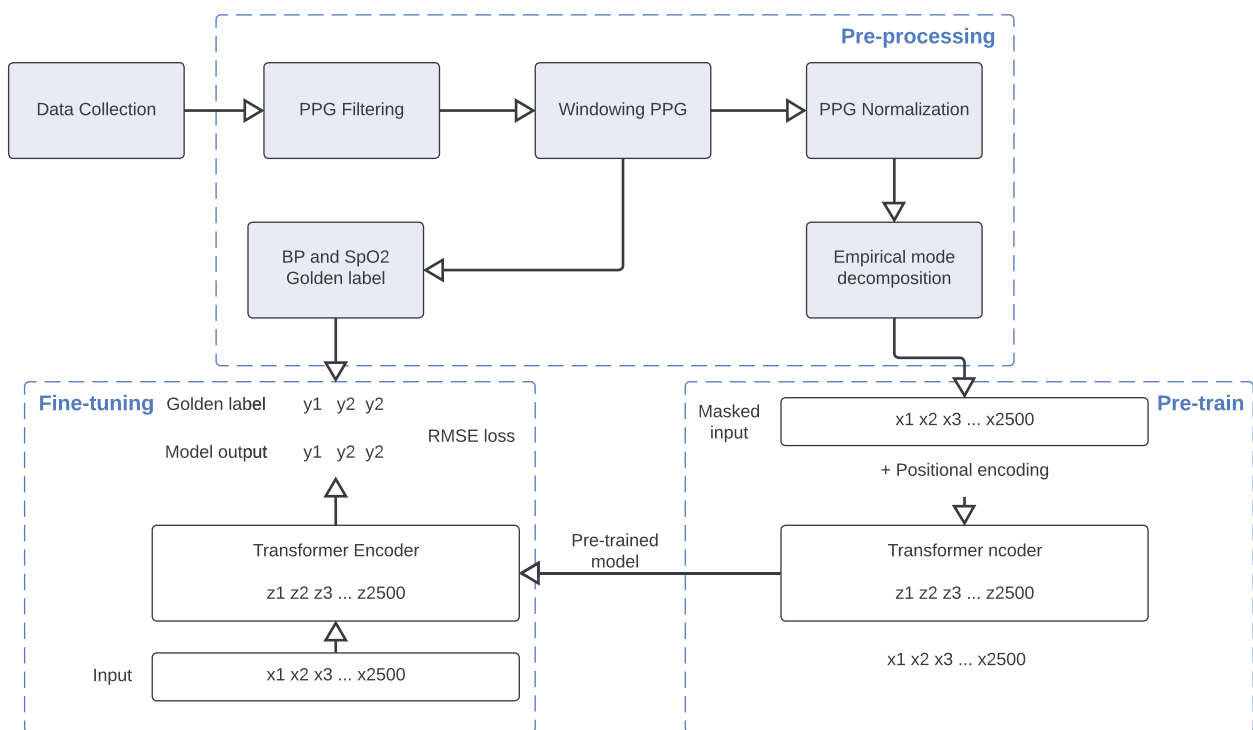 Pre-processing
Data Collection
PPG Filtering
Windowing PPG
PPG Normalization
BP and SpO2
Golden label
Empirical mode
decomposition
Fine-tuning
Golden label
y1 y2 y2
RMSE loss
Model output
y1 y2 y2
Transformer Encoder
z1 z2 z3 ... z2500
Input
x1 x2 x3 ... x2500
Pre-trained
model
Pre-train
Masked
input
x1 x2 x3 ... x2500
+ Positional encoding
Transformer ncoder
z1 z2 z3 ... z2500
x1 x2 x3 ... x2500